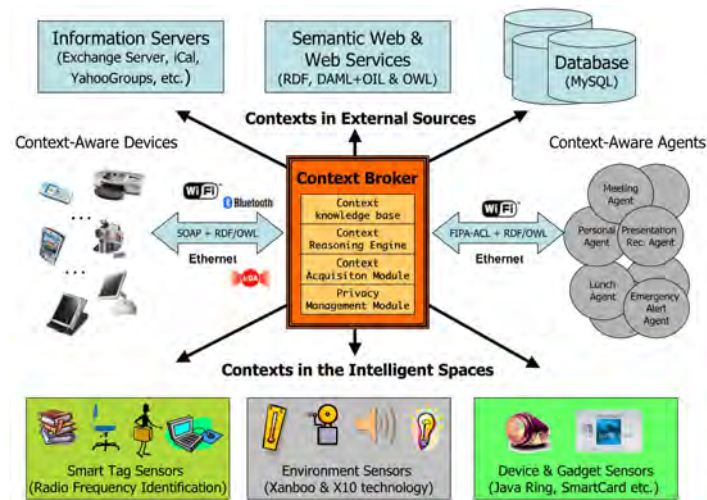 Information Servers
(Exchange Server, iCal,
YahooGroups, etc.)
Semantic Web &
Web Services
(RDF, DAML+OIL & OWL)
Database
(MySQL)
Contexts in External Sources
Context-Aware Devices
Context-Aware Agents
Wi Fi
Bluetooth
SOAP + RDF/OWL
Ethernet
IrDA
Context Broker
Context
knowledge base
Context
Reasoning Engine
Context
Acquisiton Module
Privacy
Management Module
Wi Fi
FIPA-ACL + RDF/OWL
Ethernet
Meeting
Agent
Personal
Agent
Presentation
Rec. Agent
Lunch
Agent
Emergency
Alert
Agent
Contexts in the Intelligent Spaces
Smart Tag Sensors
(Radio Frequency Identification)
Environment Sensors
(Xanboo & X10 technology)
Device & Gadget Sensors
(Java Ring, SmartCard etc.)